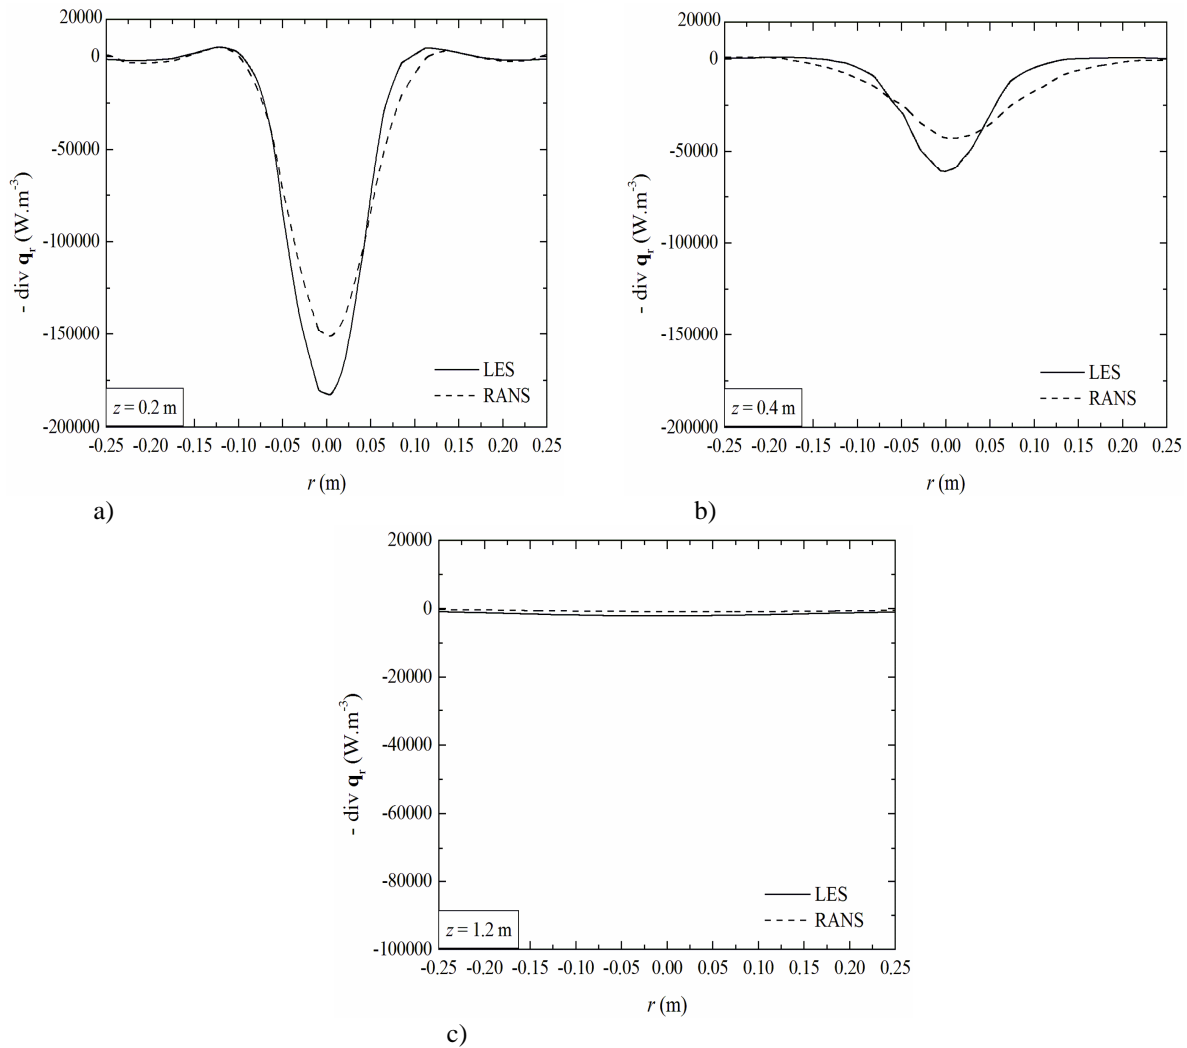 20000
0
-50000
-100000
-150000
-200000
- div qr (W.m-3)
LES
RANS
z = 0.2 m
-0.25 -0.20 -0.15 -0.10 -0.05 0.00 0.05 0.10 0.15 0.20 0.25
r (m)
a)
20000
0
-50000
-100000
-150000
-200000
- div qr (W.m-3)
LES
RANS
z = 0.4 m
-0.25 -0.20 -0.15 -0.10 -0.05 0.00 0.05 0.10 0.15 0.20 0.25
r (m)
b)
20000
0
-20000
-40000
-60000
-80000
-100000
- div qr (W.m-3)
LES
RANS
z = 1.2 m
-0.25 -0.20 -0.15 -0.10 -0.05 0.00 0.05 0.10 0.15 0.20 0.25
r (m)
c)